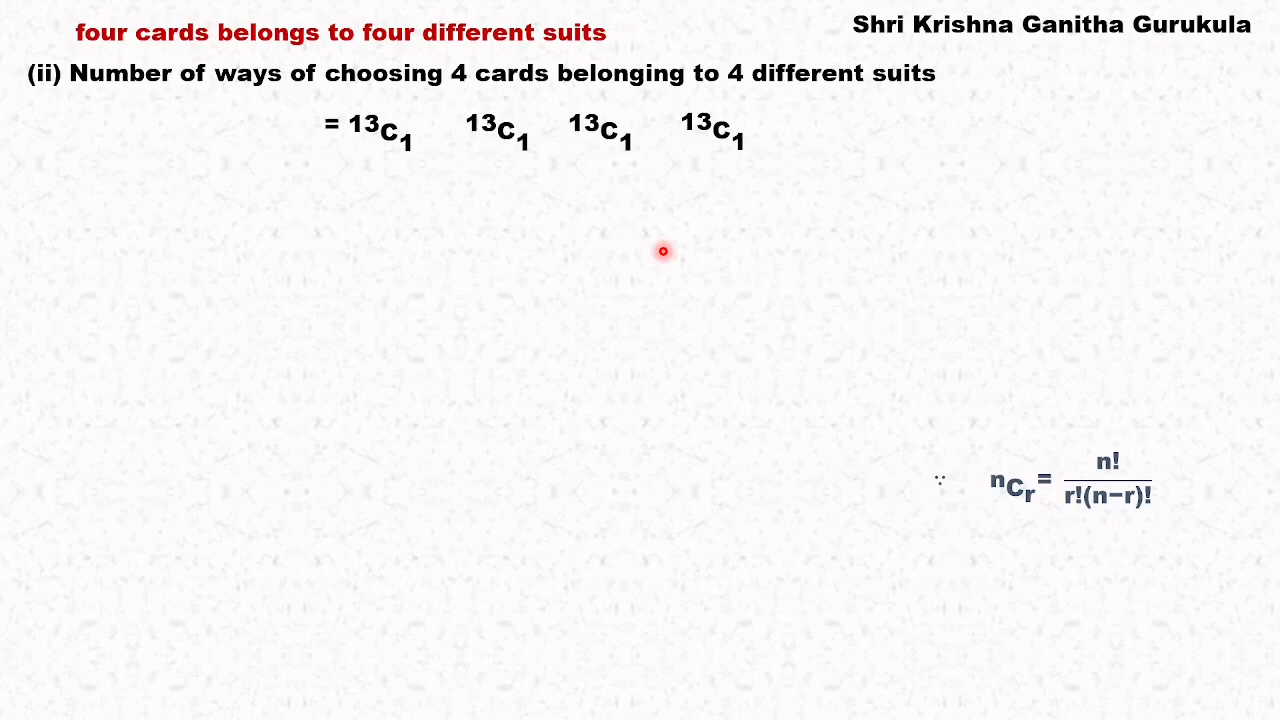 four cards belongs to four different suits
Shri Krishna Ganitha Gurukula
(ii) Number of ways of choosing 4 cards belonging to 4 different suits
= ¹³C₁ ¹³C₁ ¹³C₁ ¹³C₁
∵ ⁿCᵣ = n! / r!(n−r)!